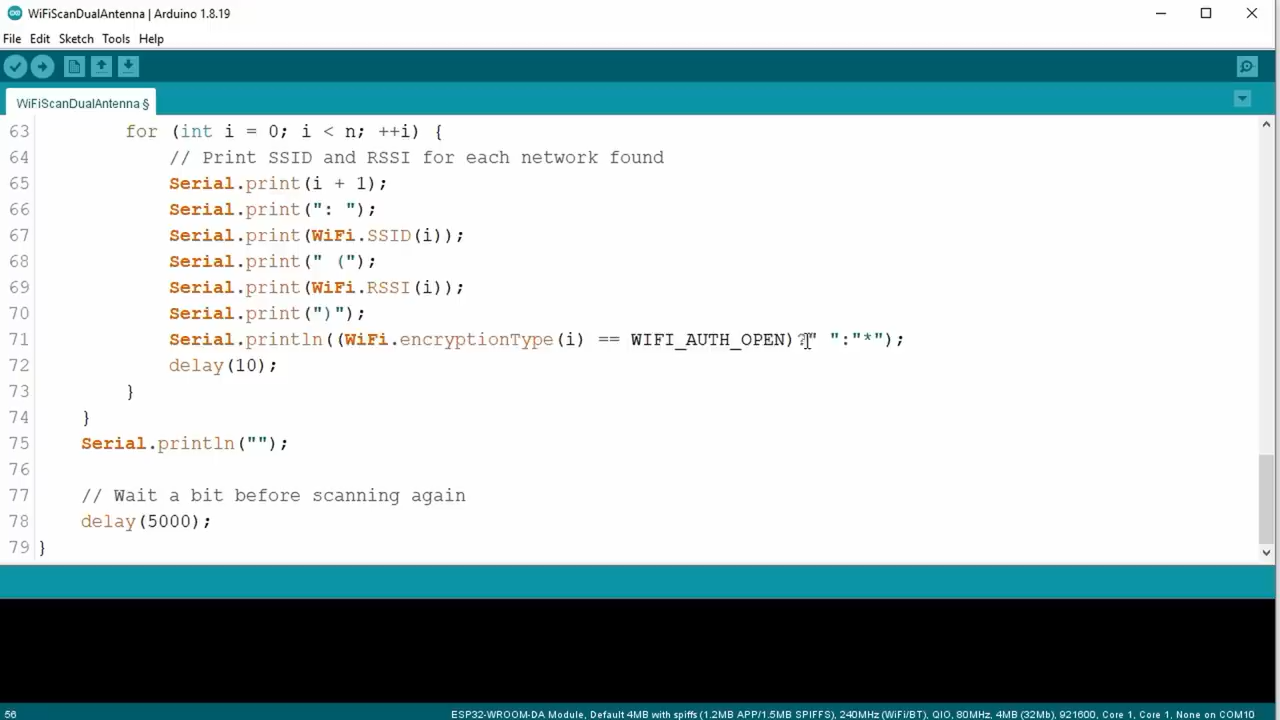 WiFiScanDualAntenna | Arduino 1.8.19
File Edit Sketch Tools Help
WiFiScanDualAntenna §
63 for (int i = 0; i < n; ++i) {
64 // Print SSID and RSSI for each network found
65 Serial.print(i + 1);
66 Serial.print(": ");
67 Serial.print(WiFi.SSID(i));
68 Serial.print(" (");
69 Serial.print(WiFi.RSSI(i));
70 Serial.print(")");
71 Serial.println((WiFi.encryptionType(i) == WIFI_AUTH_OPEN)?" ":"*");
72 delay(10);
73 }
74 }
75 Serial.println("");
76
77 // Wait a bit before scanning again
78 delay(5000);
79 }
56 ESP32-WROOM-DA Module, Default 4MB with spiffs (1.2MB APP/1.5MB SPIFFS), 240MHz (WiFi/BT), QIO, 80MHz, 4MB (32Mb), 921600, Core 1, Core 1, None on COM10